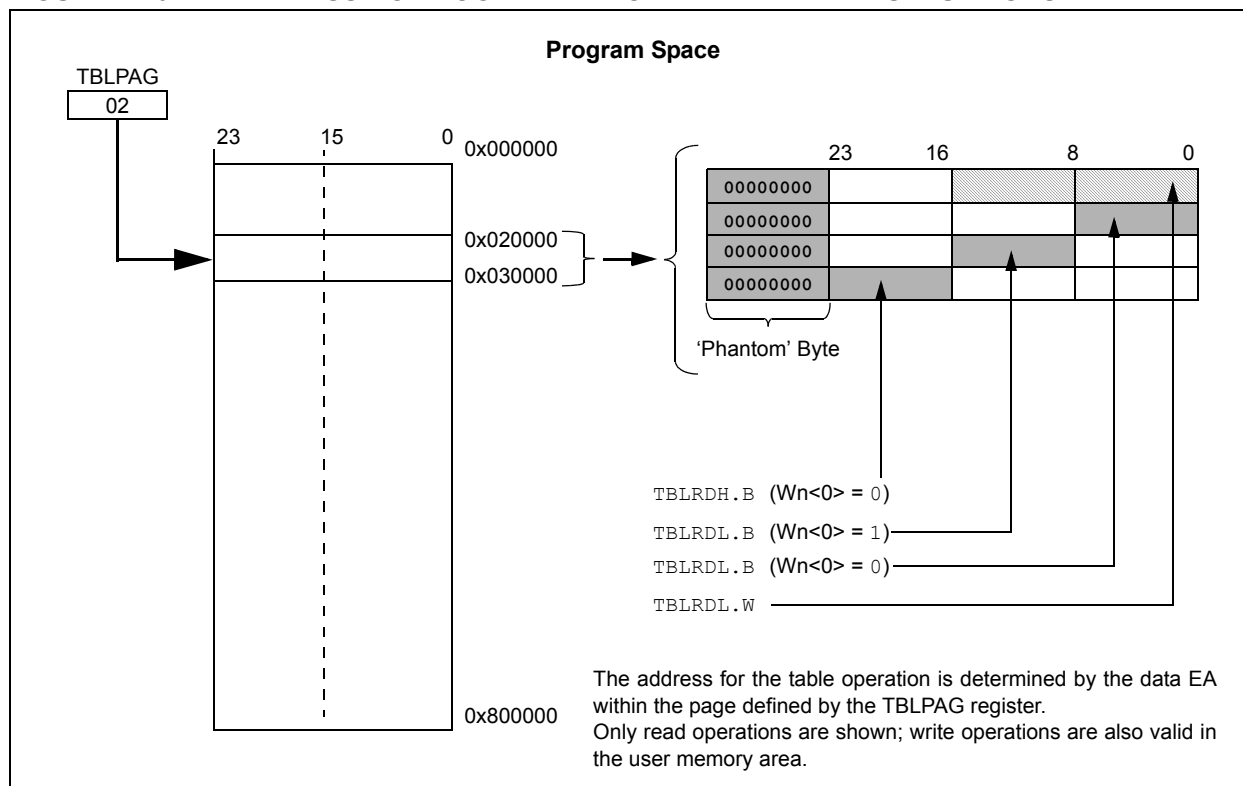 Program Space
TBLPAG
02
23 15 0
0x000000
0x020000
0x030000
0x800000
23 16 8 0
00000000
00000000
00000000
00000000
‘Phantom’ Byte
TBLRDH.B (Wn<0> = 0)
TBLRDL.B (Wn<0> = 1)
TBLRDL.B (Wn<0> = 0)
TBLRDL.W
The address for the table operation is determined by the data EA
within the page defined by the TBLPAG register.
Only read operations are shown; write operations are also valid in
the user memory area.